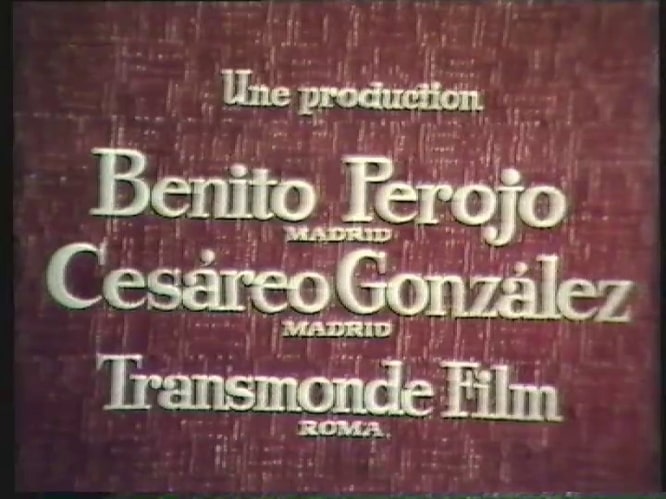 Une production
Benito Perojo
MADRID
Cesáreo González
MADRID
Transmonde Film
ROMA